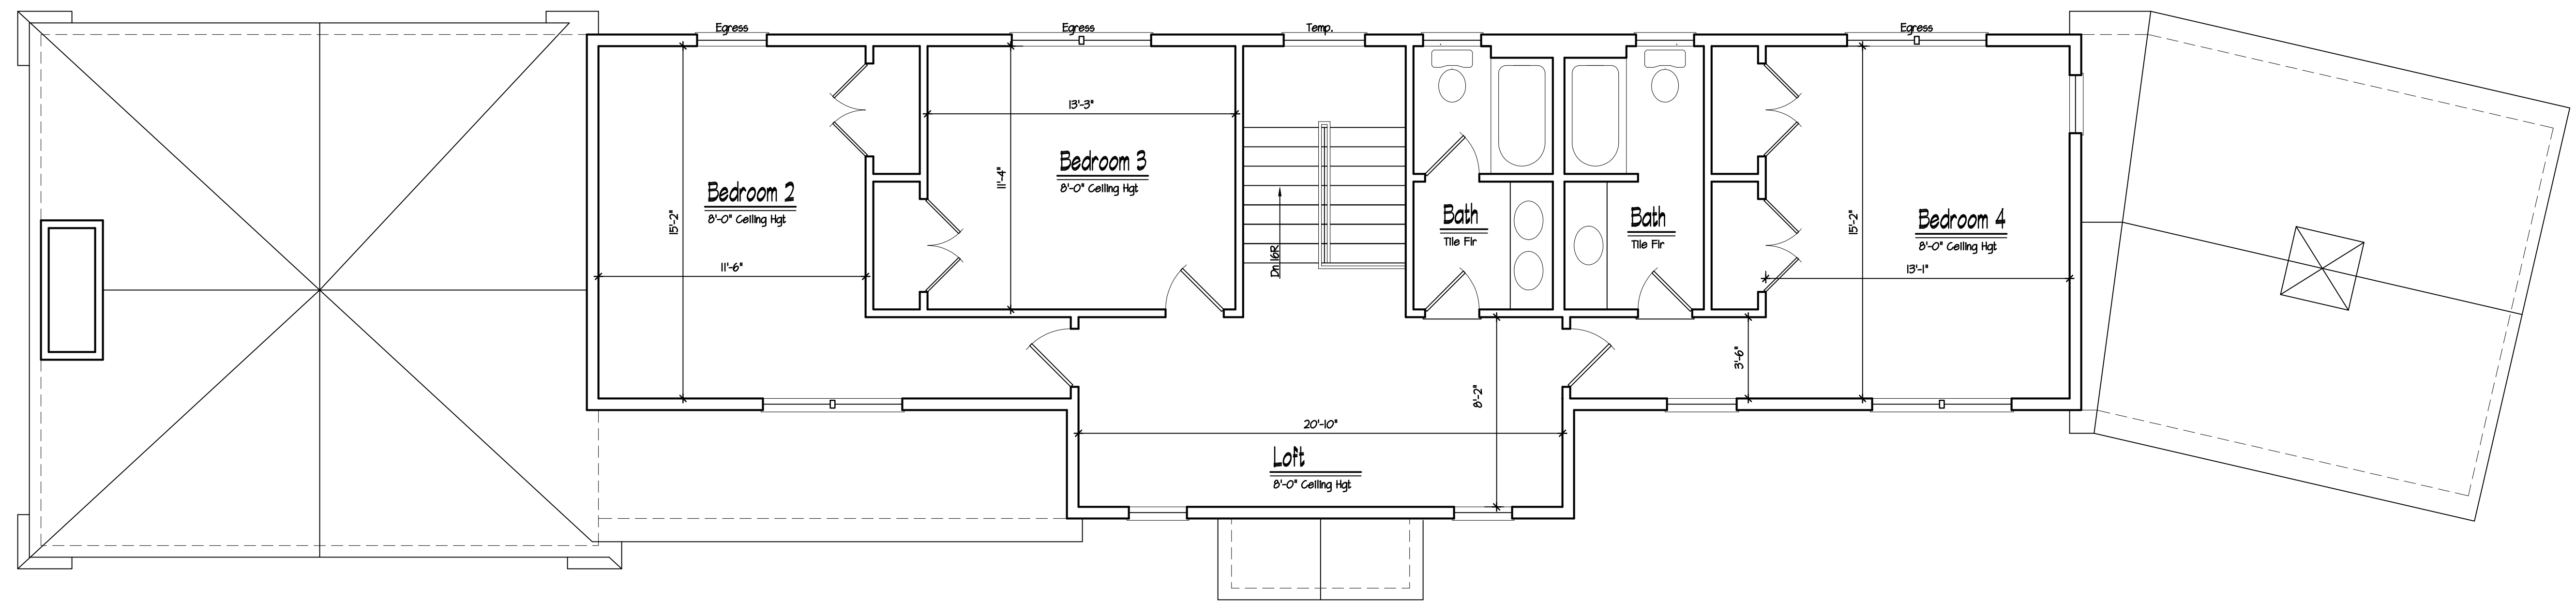 Egress
Egress
Temp.
Egress
13'-3"
11'-4"
Bedroom 3
8'-0" Ceiling Hgt
Bedroom 2
8'-0" Ceiling Hgt
15'-2"
11'-6"
Dn 16R
Bath
Tile Flr
Bath
Tile Flr
15'-2"
Bedroom 4
8'-0" Ceiling Hgt
13'-1"
3'-6"
8'-2"
20'-10"
Loft
8'-0" Ceiling Hgt